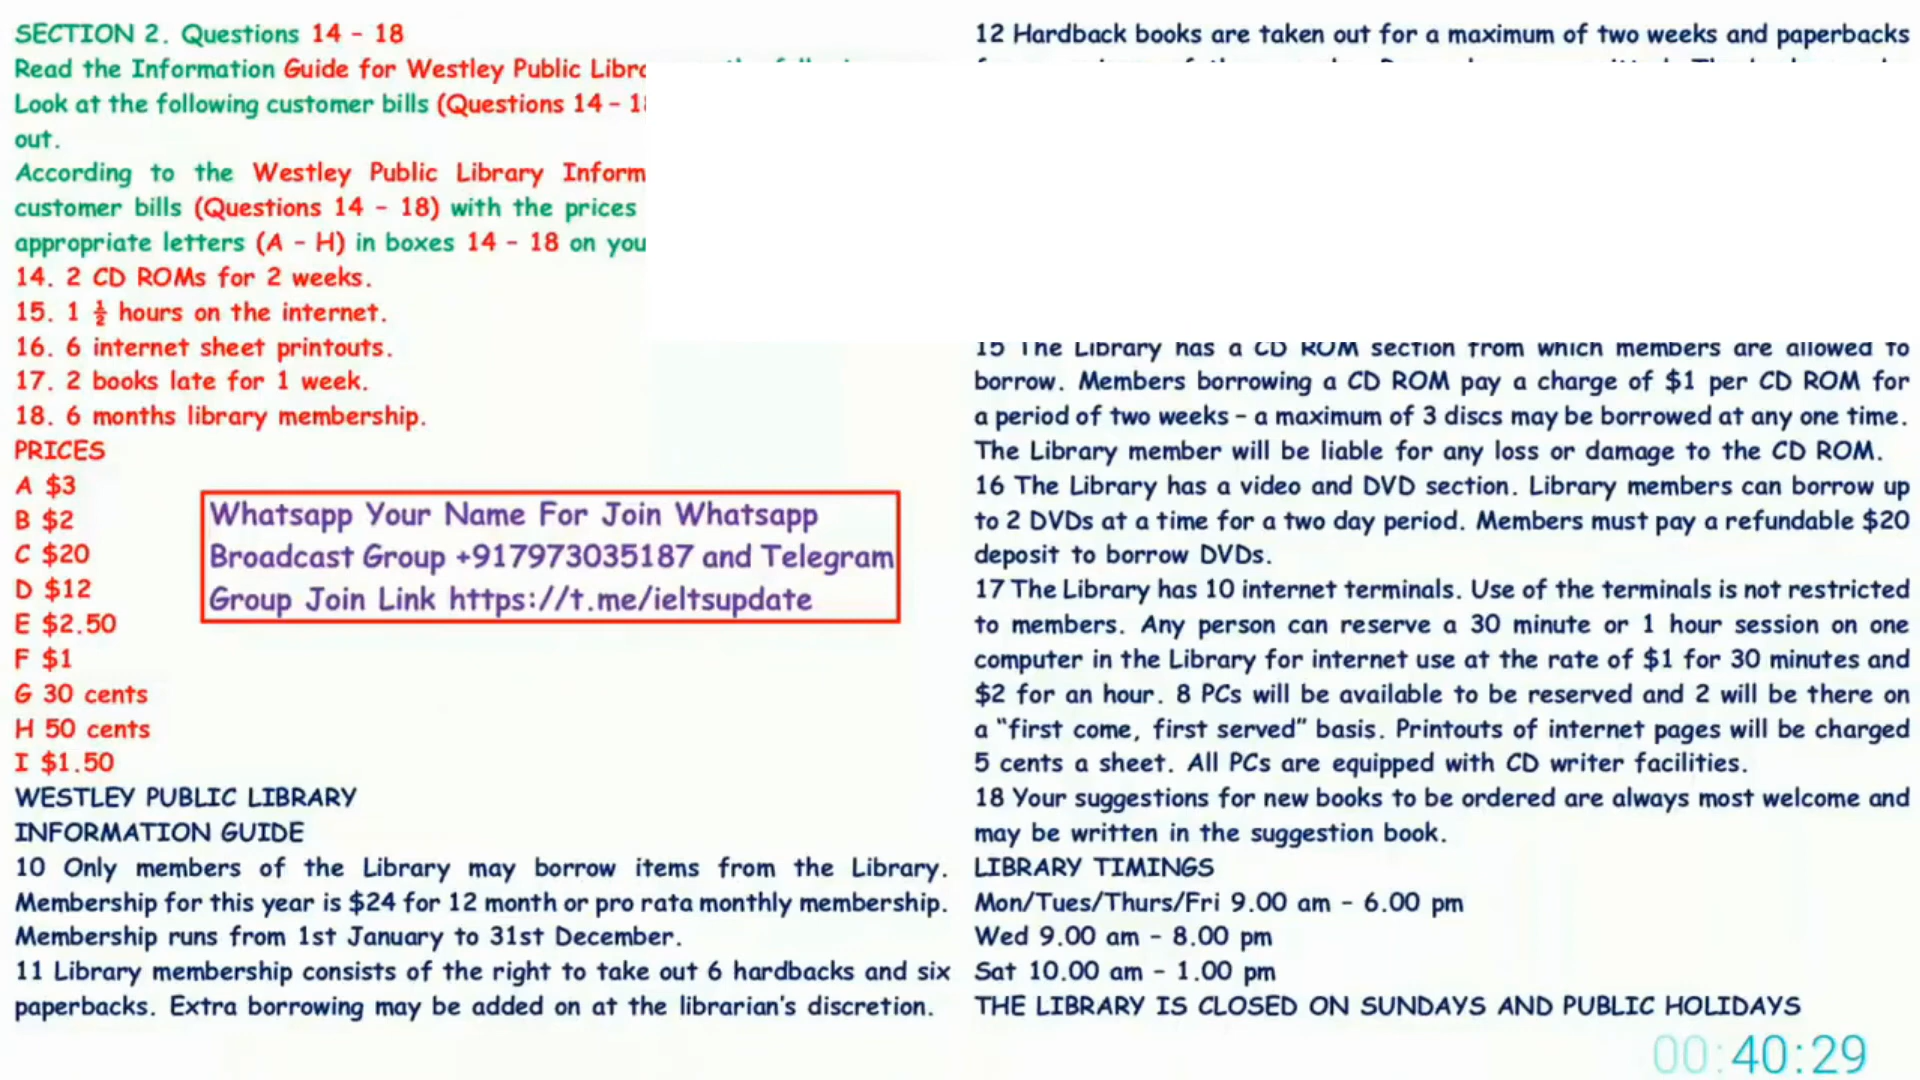 SECTION 2. Questions 14 - 18
Read the Information Guide for Westley Public
Look at the following customer bills (Questions 14 -
out.
According to the Westley Public Library
customer bills (Questions 14 - 18) with the prices
appropriate letters (A - H) in boxes 14 - 18 on
14. 2 CD ROMs for 2 weeks.
15. 1 ½ hours on the internet.
16. 6 internet sheet printouts.
17. 2 books late for 1 week.
18. 6 months library membership.
PRICES
A $3
B $2
C $20
D $12
E $2.50
F $1
G 30 cents
H 50 cents
I $1.50
Whatsapp Your Name For Join Whatsapp
Broadcast Group +917973035187 and Telegram
Group Join Link https://t.me/ieltsupdate
WESTLEY PUBLIC LIBRARY
INFORMATION GUIDE
10 Only members of the Library may borrow items from the Library.
Membership for this year is $24 for 12 month or pro rata monthly membership.
Membership runs from 1st January to 31st December.
11 Library membership consists of the right to take out 6 hardbacks and six
paperbacks. Extra borrowing may be added on at the librarian's discretion.
12 Hardback books are taken out for a maximum of two weeks and paperbacks
15 The Library has a CD ROM section from which members are allowed to
borrow. Members borrowing a CD ROM pay a charge of $1 per CD ROM for
a period of two weeks – a maximum of 3 discs may be borrowed at any one time.
The Library member will be liable for any loss or damage to the CD ROM.
16 The Library has a video and DVD section. Library members can borrow up
to 2 DVDs at a time for a two day period. Members must pay a refundable $20
deposit to borrow DVDs.
17 The Library has 10 internet terminals. Use of the terminals is not restricted
to members. Any person can reserve a 30 minute or 1 hour session on one
computer in the Library for internet use at the rate of $1 for 30 minutes and
$2 for an hour. 8 PCs will be available to be reserved and 2 will be there on
a “first come, first served” basis. Printouts of internet pages will be charged
5 cents a sheet. All PCs are equipped with CD writer facilities.
18 Your suggestions for new books to be ordered are always most welcome and
may be written in the suggestion book.
LIBRARY TIMINGS
Mon/Tues/Thurs/Fri 9.00 am - 6.00 pm
Wed 9.00 am - 8.00 pm
Sat 10.00 am - 1.00 pm
THE LIBRARY IS CLOSED ON SUNDAYS AND PUBLIC HOLIDAYS
00:40:29